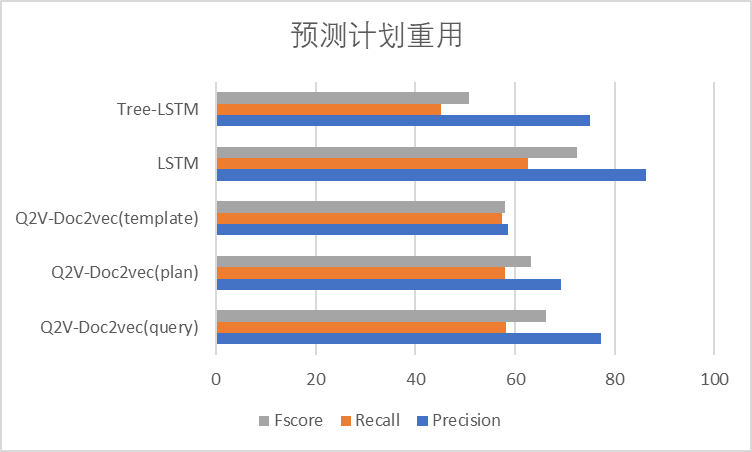 预测计划重用
Tree-LSTM
LSTM
Q2V-Doc2vec(template)
Q2V-Doc2vec(plan)
Q2V-Doc2vec(query)
0 20 40 60 80 100
Fscore Recall Precision